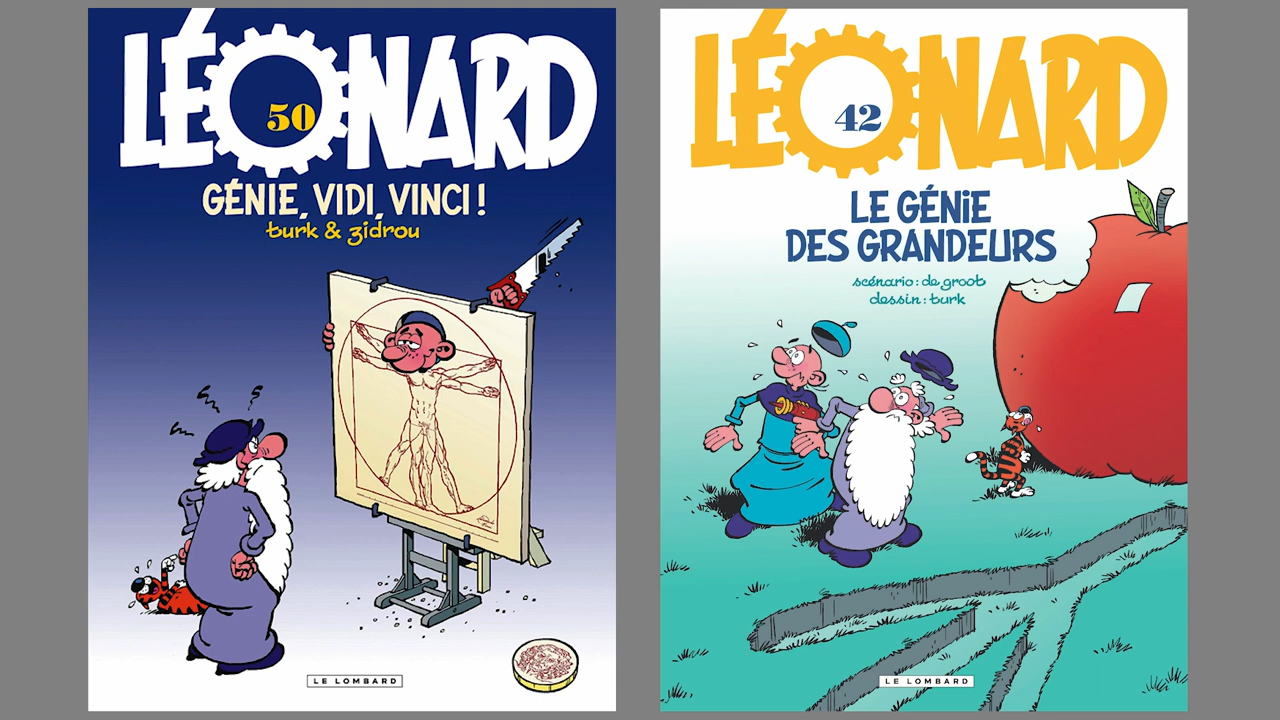 LÉONARD
50
GÉNIE, VIDI, VINCI !
turk & zidrou
LE LOMBARD
LÉONARD
42
LE GÉNiE
DES GRANDEURS
scénario : de groot
dessin : turk
LE LOMBARD